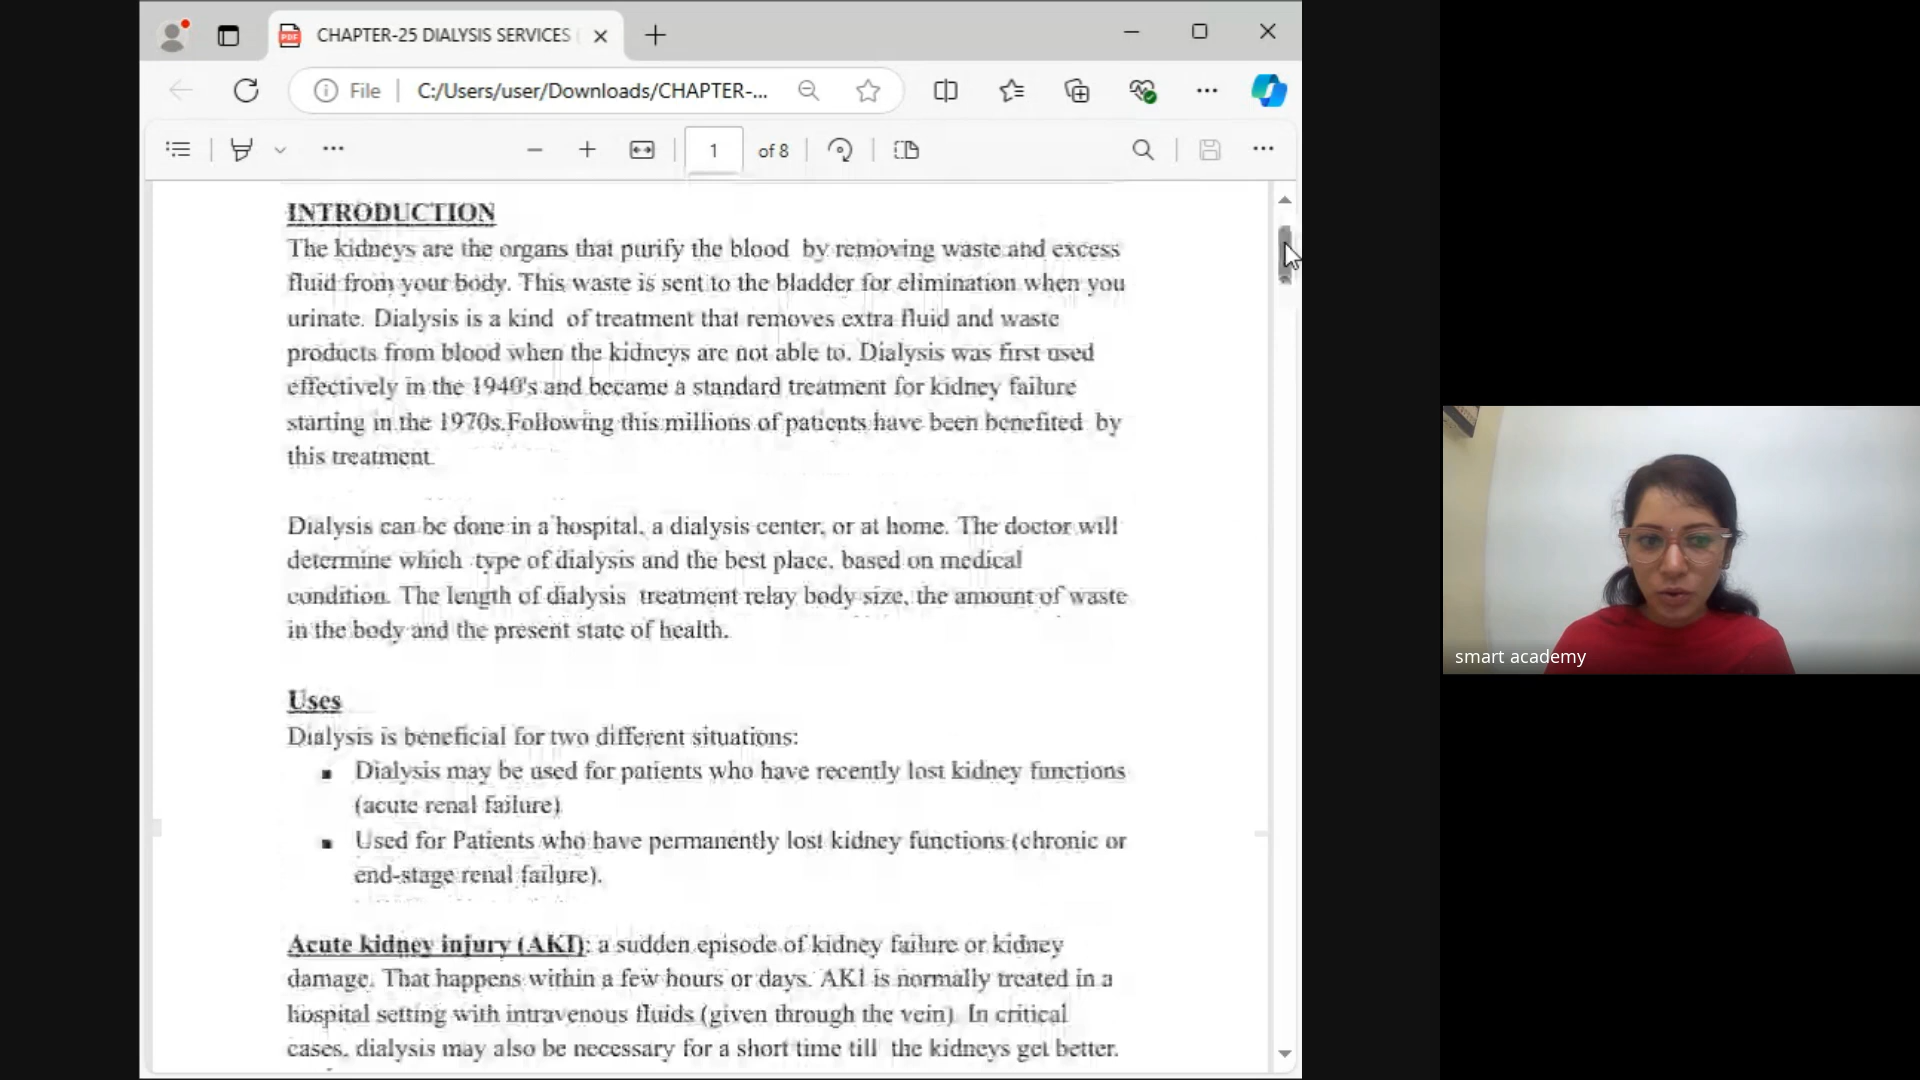 CHAPTER-25 DIALYSIS SERVICES
File
C:/Users/user/Downloads/CHAPTER-...
1 of 8
INTRODUCTION
The kidneys are the organs that purify the blood by removing waste and excess
fluid from your body. This waste is sent to the bladder for elimination when you
urinate. Dialysis is a kind of treatment that removes extra fluid and waste
products from blood when the kidneys are not able to. Dialysis was first used
effectively in the 1940's and became a standard treatment for kidney failure
starting in the 1970s.Following this millions of patients have been benefited by
this treatment.
Dialysis can be done in a hospital, a dialysis center, or at home. The doctor will
determine which type of dialysis and the best place, based on medical
condition. The length of dialysis treatment relay body size, the amount of waste
in the body and the present state of health.
Uses
Dialysis is beneficial for two different situations:
▪ Dialysis may be used for patients who have recently lost kidney functions
(acute renal failure)
▪ Used for Patients who have permanently lost kidney functions (chronic or
end-stage renal failure).
Acute kidney injury (AKI): a sudden episode of kidney failure or kidney
damage. That happens within a few hours or days. AKI is normally treated in a
hospital setting with intravenous fluids (given through the vein). In critical
cases, dialysis may also be necessary for a short time till the kidneys get better.
smart academy